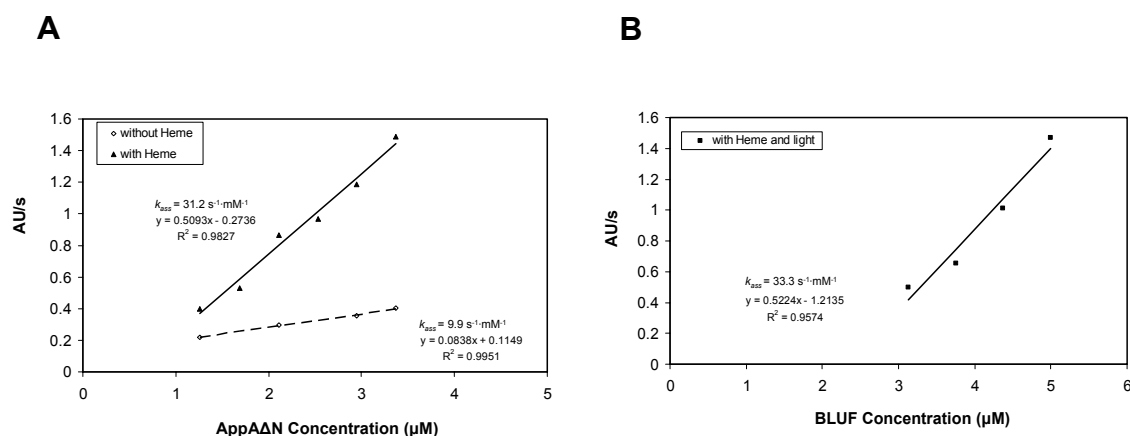 A
1.6
1.4
1.2
1
0.8
0.6
0.4
0.2
0
0 1 2 3 4 5
AU/s
AppAΔN Concentration (µM)
without Heme
with Heme
k_ass = 31.2 s⁻¹·mM⁻¹
y = 0.5093x - 0.2736
R² = 0.9827
k_ass = 9.9 s⁻¹·mM⁻¹
y = 0.0838x + 0.1149
R² = 0.9951
B
1.6
1.4
1.2
1
0.8
0.6
0.4
0.2
0
0 1 2 3 4 5 6
AU/s
BLUF Concentration (µM)
with Heme and light
k_ass = 33.3 s⁻¹·mM⁻¹
y = 0.5224x - 1.2135
R² = 0.9574